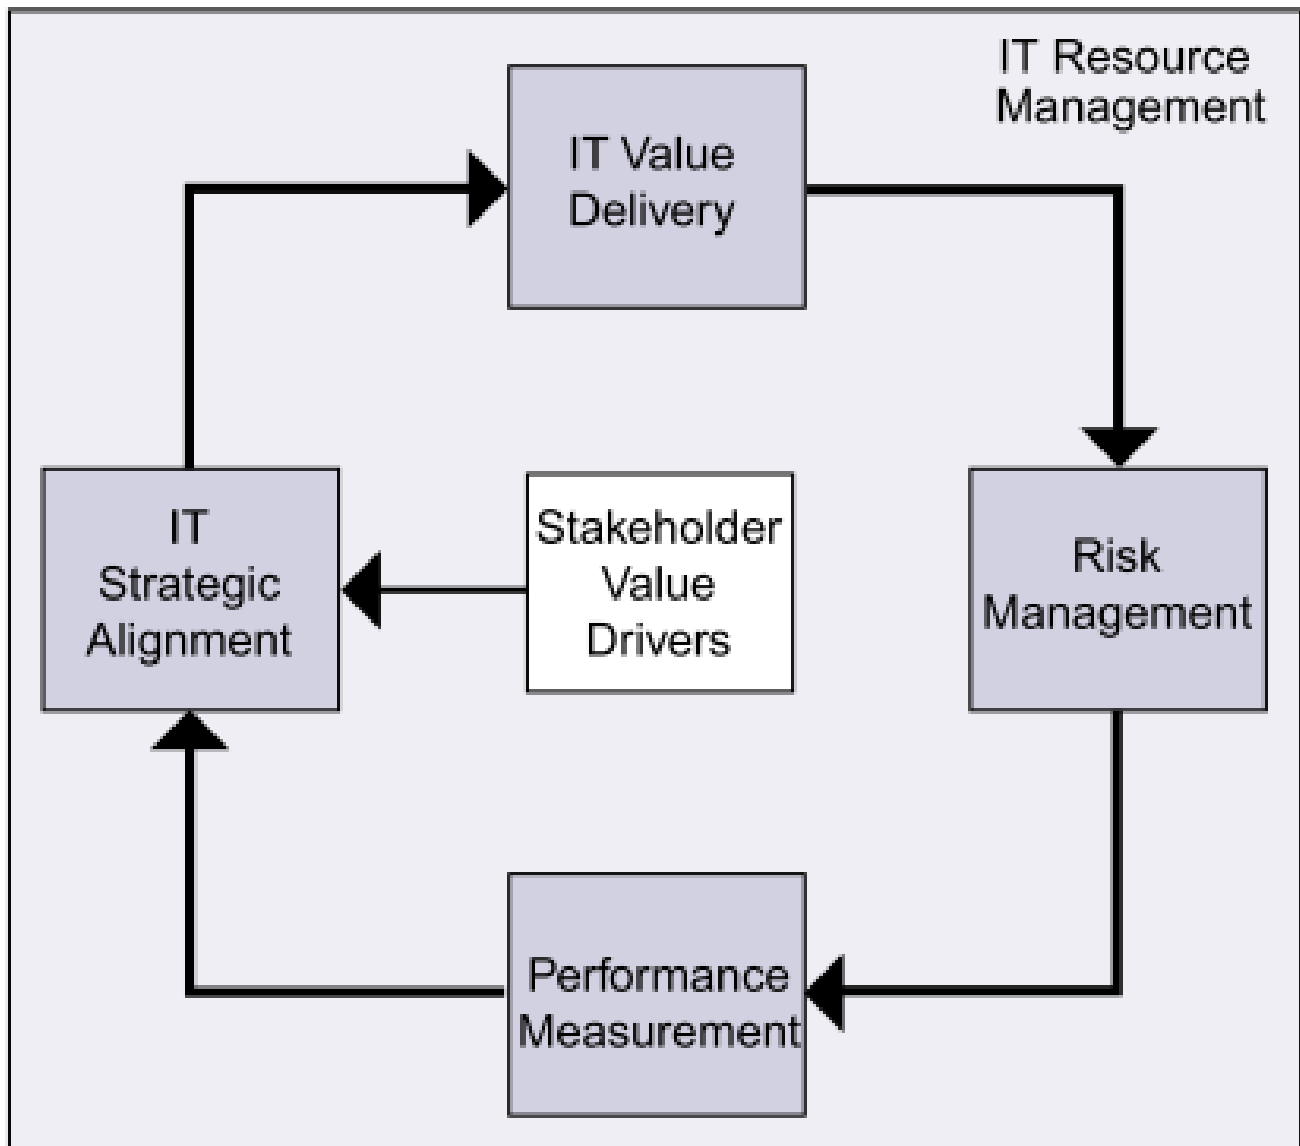 IT Resource
Management
IT Value
Delivery
IT
Strategic
Alignment
Stakeholder
Value
Drivers
Risk
Management
Performance
Measurement